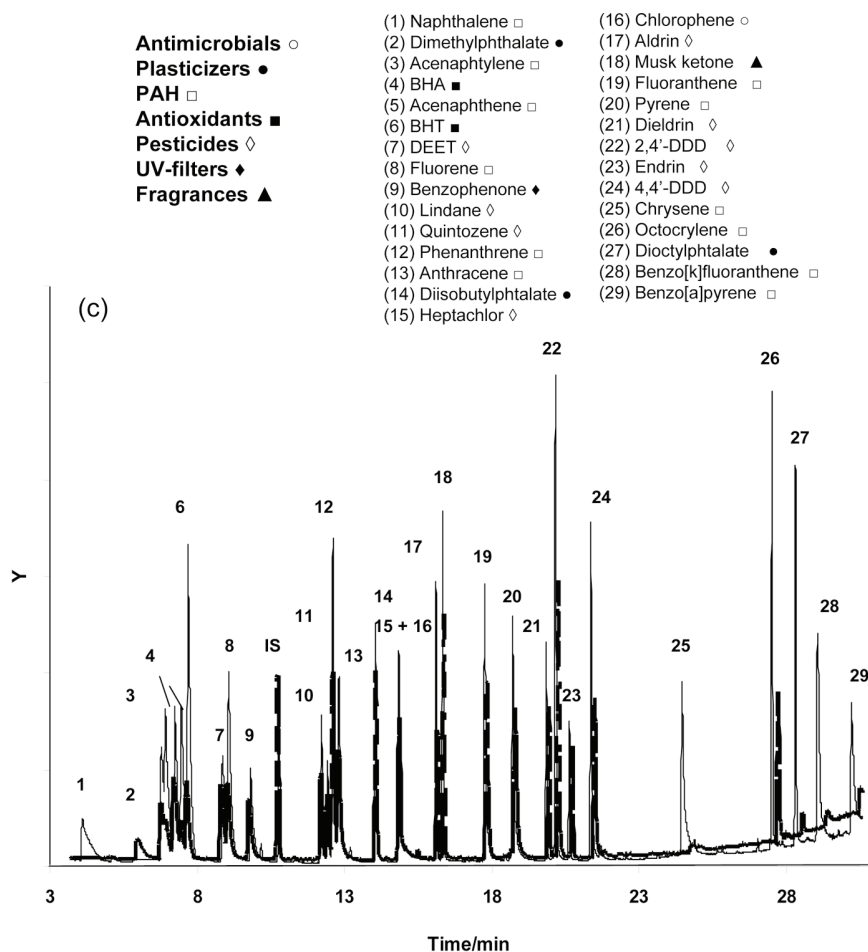 Antimicrobials ○
Plasticizers ●
PAH □
Antioxidants ■
Pesticides ◊
UV-filters ♦
Fragrances ▲
(1) Naphthalene □
(2) Dimethylphthalate ●
(3) Acenaphtylene □
(4) BHA ■
(5) Acenaphthene □
(6) BHT ■
(7) DEET ◊
(8) Fluorene □
(9) Benzophenone ♦
(10) Lindane ◊
(11) Quintozene ◊
(12) Phenanthrene □
(13) Anthracene □
(14) Diisobutylphtalate ●
(15) Heptachlor ◊
(16) Chlorophene ○
(17) Aldrin ◊
(18) Musk ketone ▲
(19) Fluoranthene □
(20) Pyrene □
(21) Dieldrin ◊
(22) 2,4'-DDD ◊
(23) Endrin ◊
(24) 4,4'-DDD ◊
(25) Chrysene □
(26) Octocrylene □
(27) Dioctylphtalate ●
(28) Benzo[k]fluoranthene □
(29) Benzo[a]pyrene □
(c)
Y
1
2
3
4
6
7
8
9
IS
10
11
12
13
14
15 + 16
17
18
19
20
21
22
23
24
25
26
27
28
29
3
8
13
18
23
28
Time/min